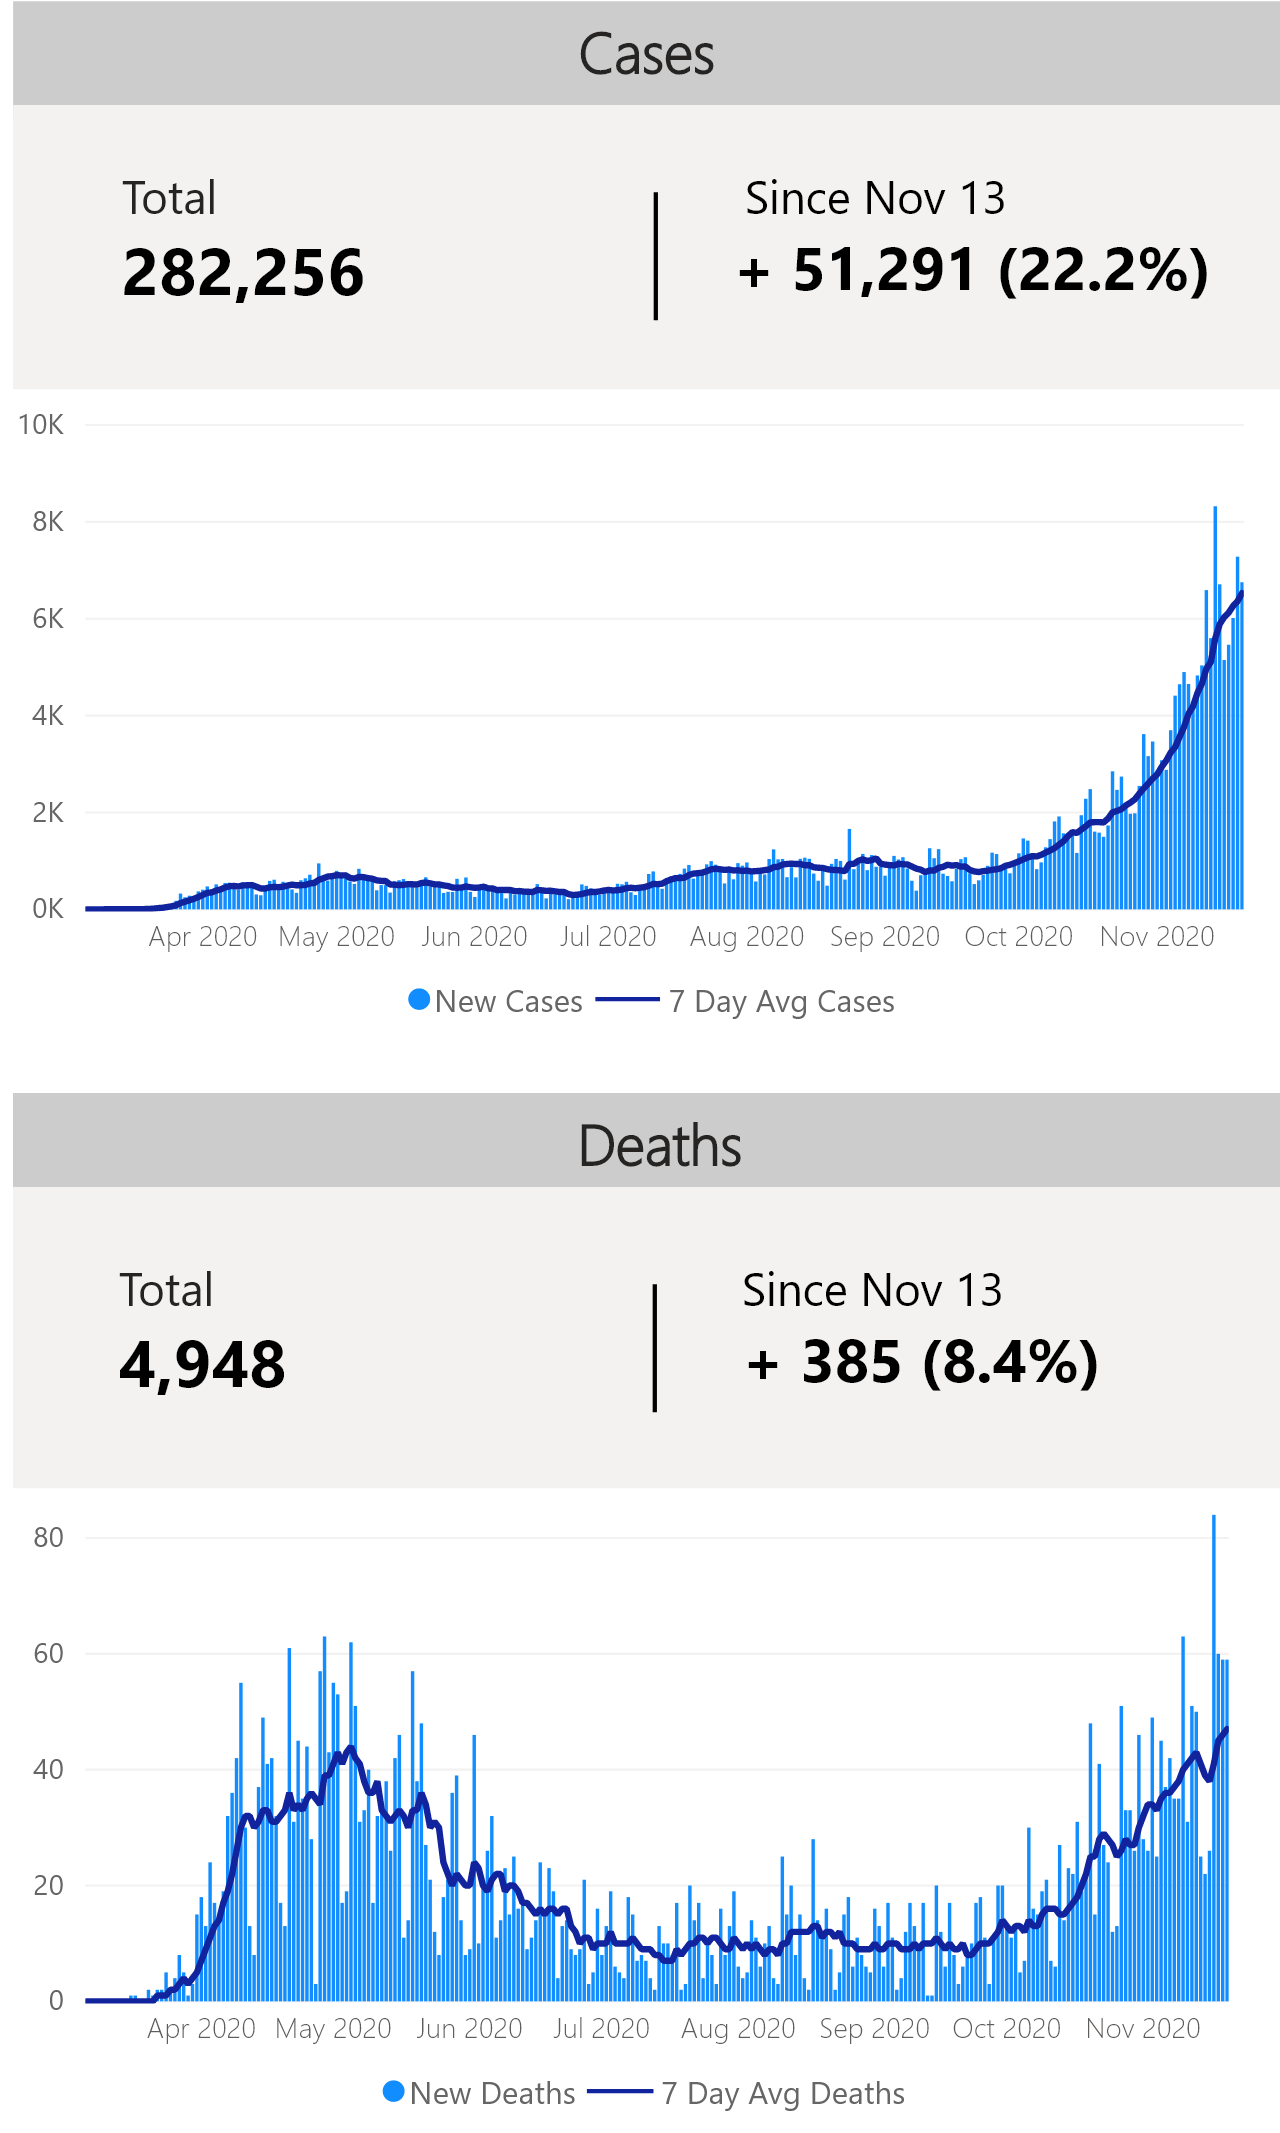 Cases
Total
Since Nov 13
282,256
+ 51,291 (22.2%)
10K
8K
6K
4K
2K
0K
Apr 2020 May 2020 Jun 2020 Jul 2020 Aug 2020 Sep 2020 Oct 2020 Nov 2020
New Cases 7 Day Avg Cases
Deaths
Total
Since Nov 13
4,948
+ 385 (8.4%)
80
60
40
20
0
Apr 2020 May 2020 Jun 2020 Jul 2020 Aug 2020 Sep 2020 Oct 2020 Nov 2020
New Deaths 7 Day Avg Deaths